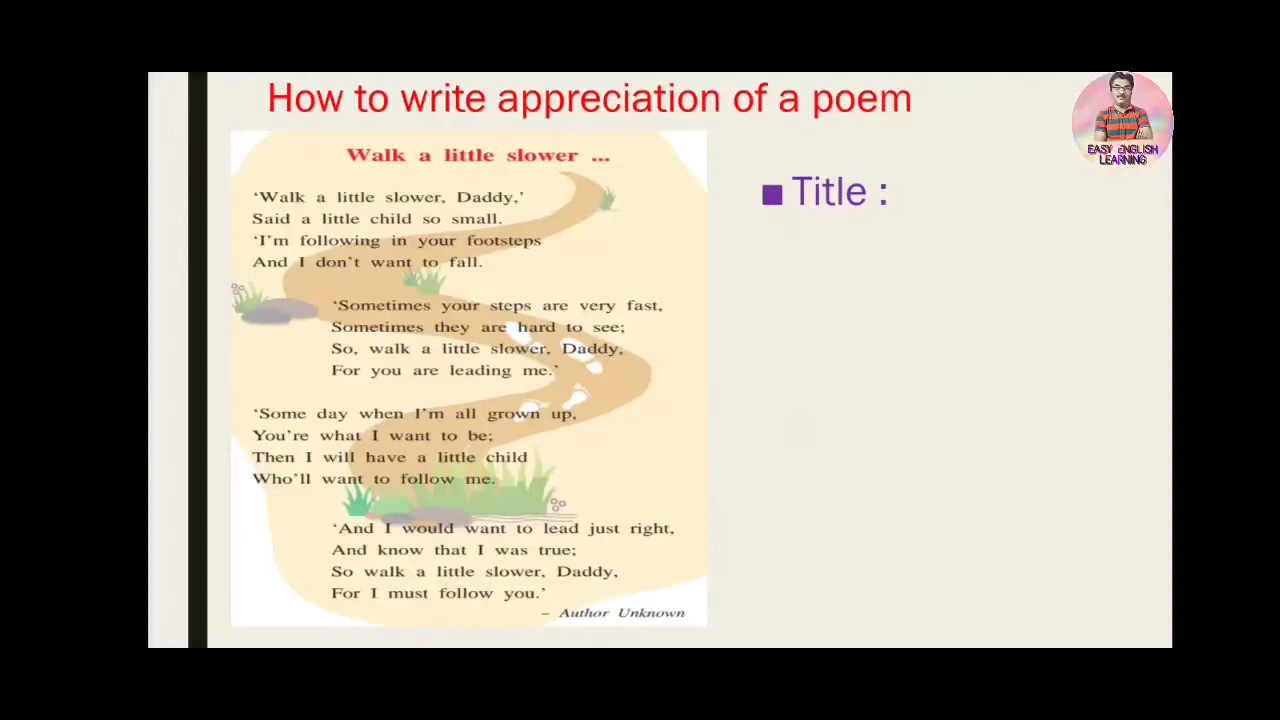 How to write appreciation of a poem
EASY ENGLISH
LEARNING
Walk a little slower ...
‘Walk a little slower, Daddy,’
Said a little child so small.
‘I’m following in your footsteps
And I don’t want to fall.
‘Sometimes your steps are very fast,
Sometimes they are hard to see;
So, walk a little slower, Daddy,
For you are leading me.’
‘Some day when I’m all grown up,
You’re what I want to be;
Then I will have a little child
Who’ll want to follow me.
‘And I would want to lead just right,
And know that I was true;
So walk a little slower, Daddy,
For I must follow you.’
– Author Unknown
■ Title :